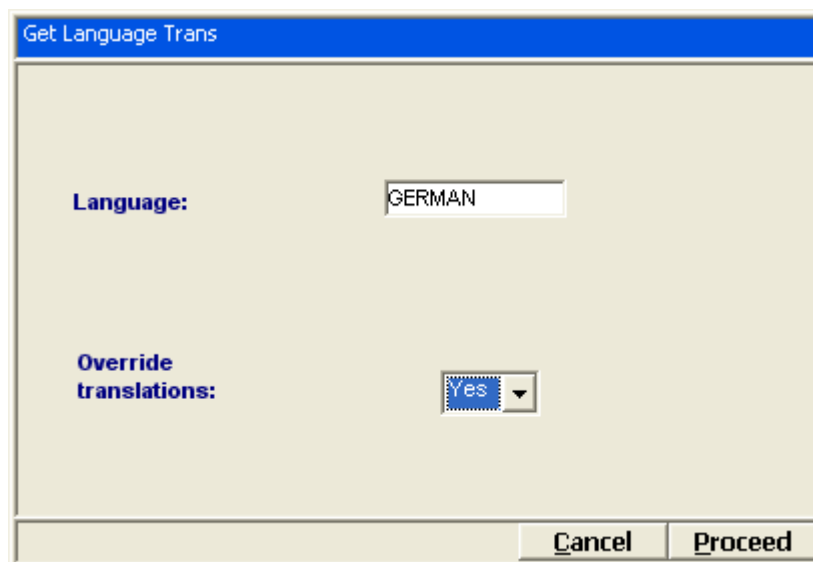 Get Language Trans
Language:
GERMAN
Override
translations:
Yes
Cancel
Proceed